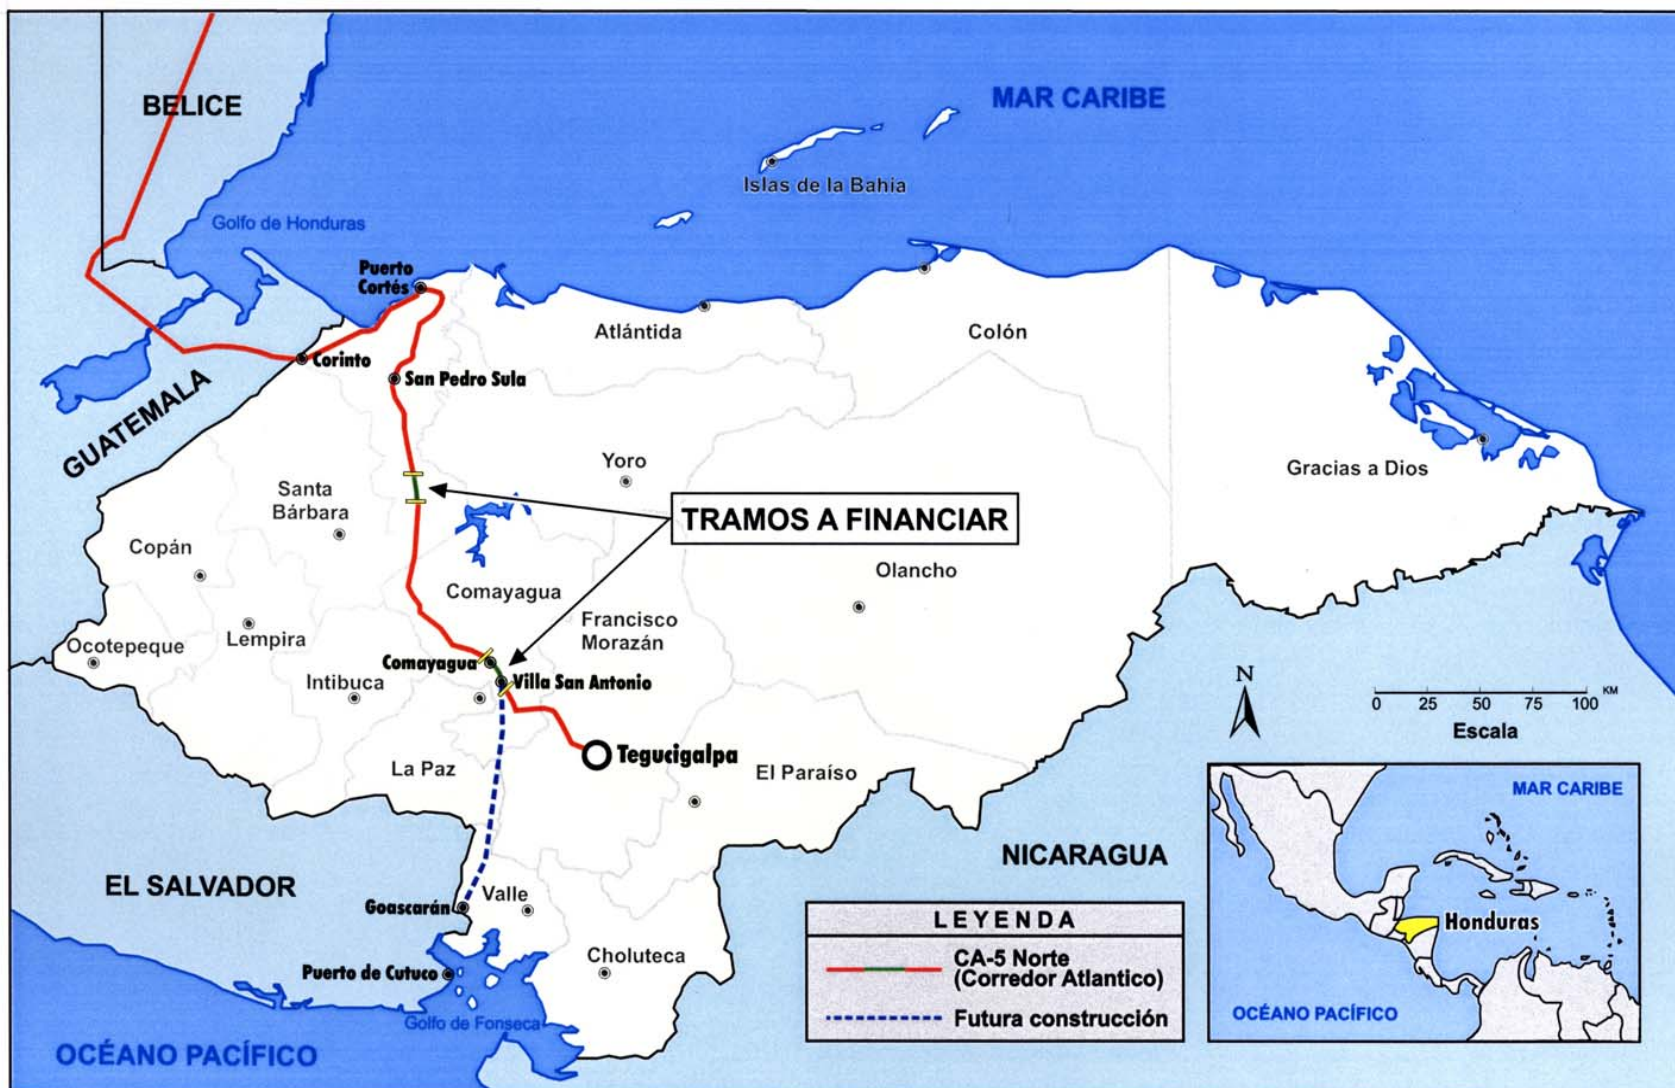 BELICE
MAR CARIBE
Islas de la Bahía
Golfo de Honduras
Puerto
Cortés
Atlántida
Colón
Corinto
San Pedro Sula
GUATEMALA
Yoro
Gracias a Dios
Santa
Bárbara
TRAMOS A FINANCIAR
Copán
Olancho
Comayagua
Francisco
Morazán
Lempira
Ocotepeque
Comayagua
Intibuca
Villa San Antonio
N
KM
0 25 50 75 100
Escala
Tegucigalpa
La Paz
El Paraíso
MAR CARIBE
NICARAGUA
EL SALVADOR
Valle
Goascarán
LEYENDA
Honduras
Choluteca
CA-5 Norte
(Corredor Atlantico)
Puerto de Cutuco
Futura construcción
OCÉANO PACÍFICO
Golfo de Fonseca
OCÉANO PACÍFICO